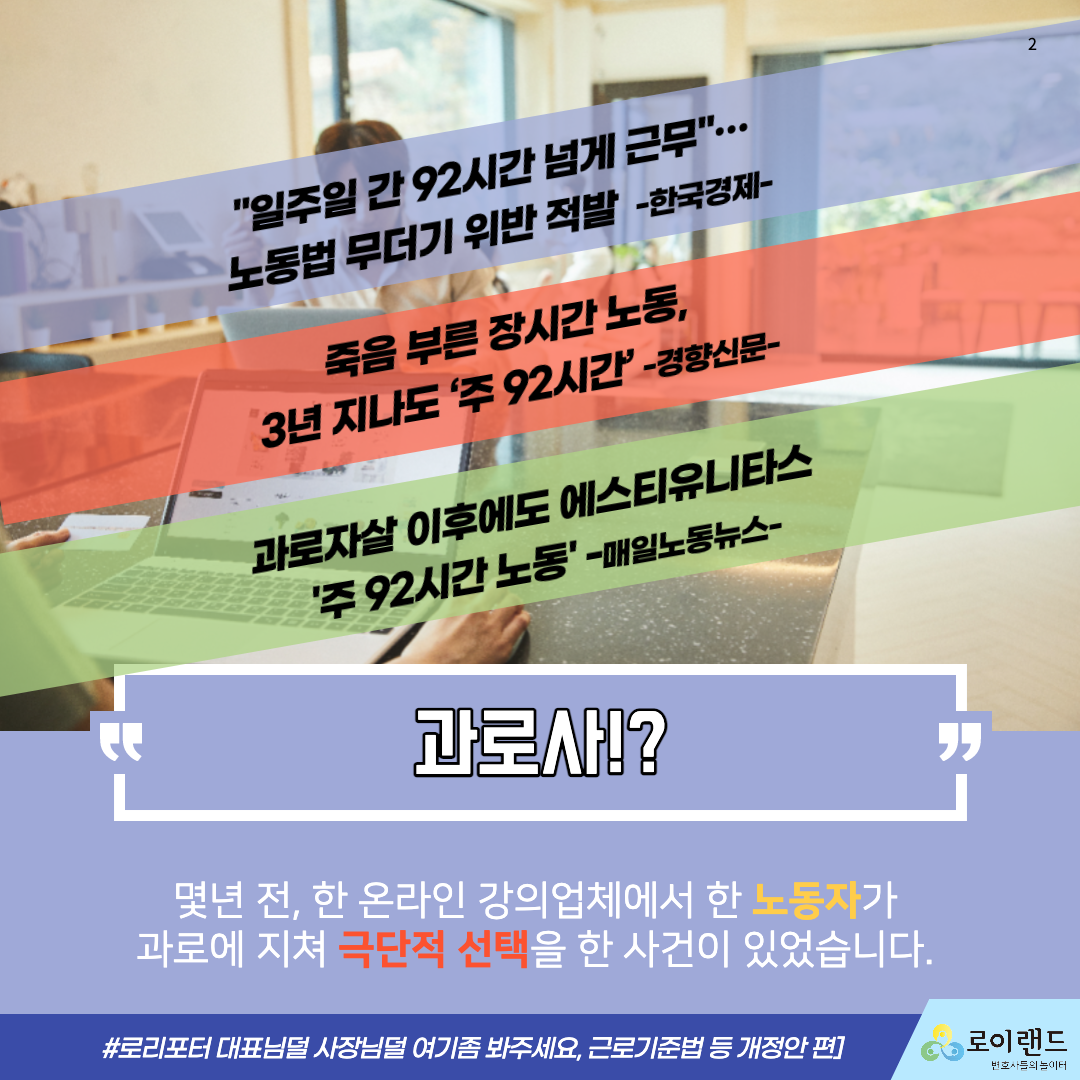 2
"일주일 간 92시간 넘게 근무"…
노동법 무더기 위반 적발 -한국경제-
죽음 부른 장시간 노동,
3년 지나도 ‘주 92시간’ -경향신문-
과로자살 이후에도 에스티유니타스
'주 92시간 노동' -매일노동뉴스-
“과로사!?”
몇년 전, 한 온라인 강의업체에서 한 노동자가
과로에 지쳐 극단적 선택을 한 사건이 있었습니다.
#로리포터 대표님덜 사장님덜 여기좀 봐주세요, 근로기준법 등 개정안 편]
로이랜드
변호사들의 놀이터